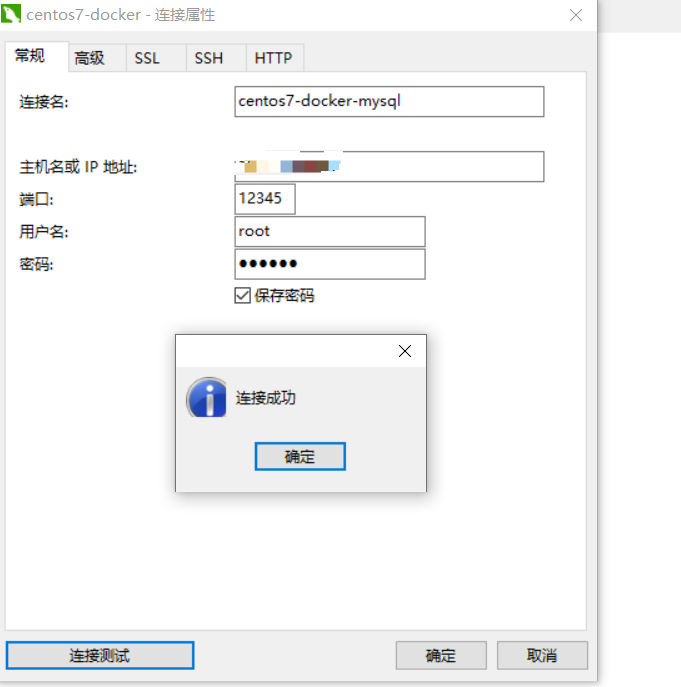 centos7-docker - 连接属性
常规 高级 SSL SSH HTTP
连接名: centos7-docker-mysql
主机名或 IP 地址:
端口: 12345
用户名: root
密码: ●●●●●●
保存密码
连接成功
确定
连接测试 确定 取消